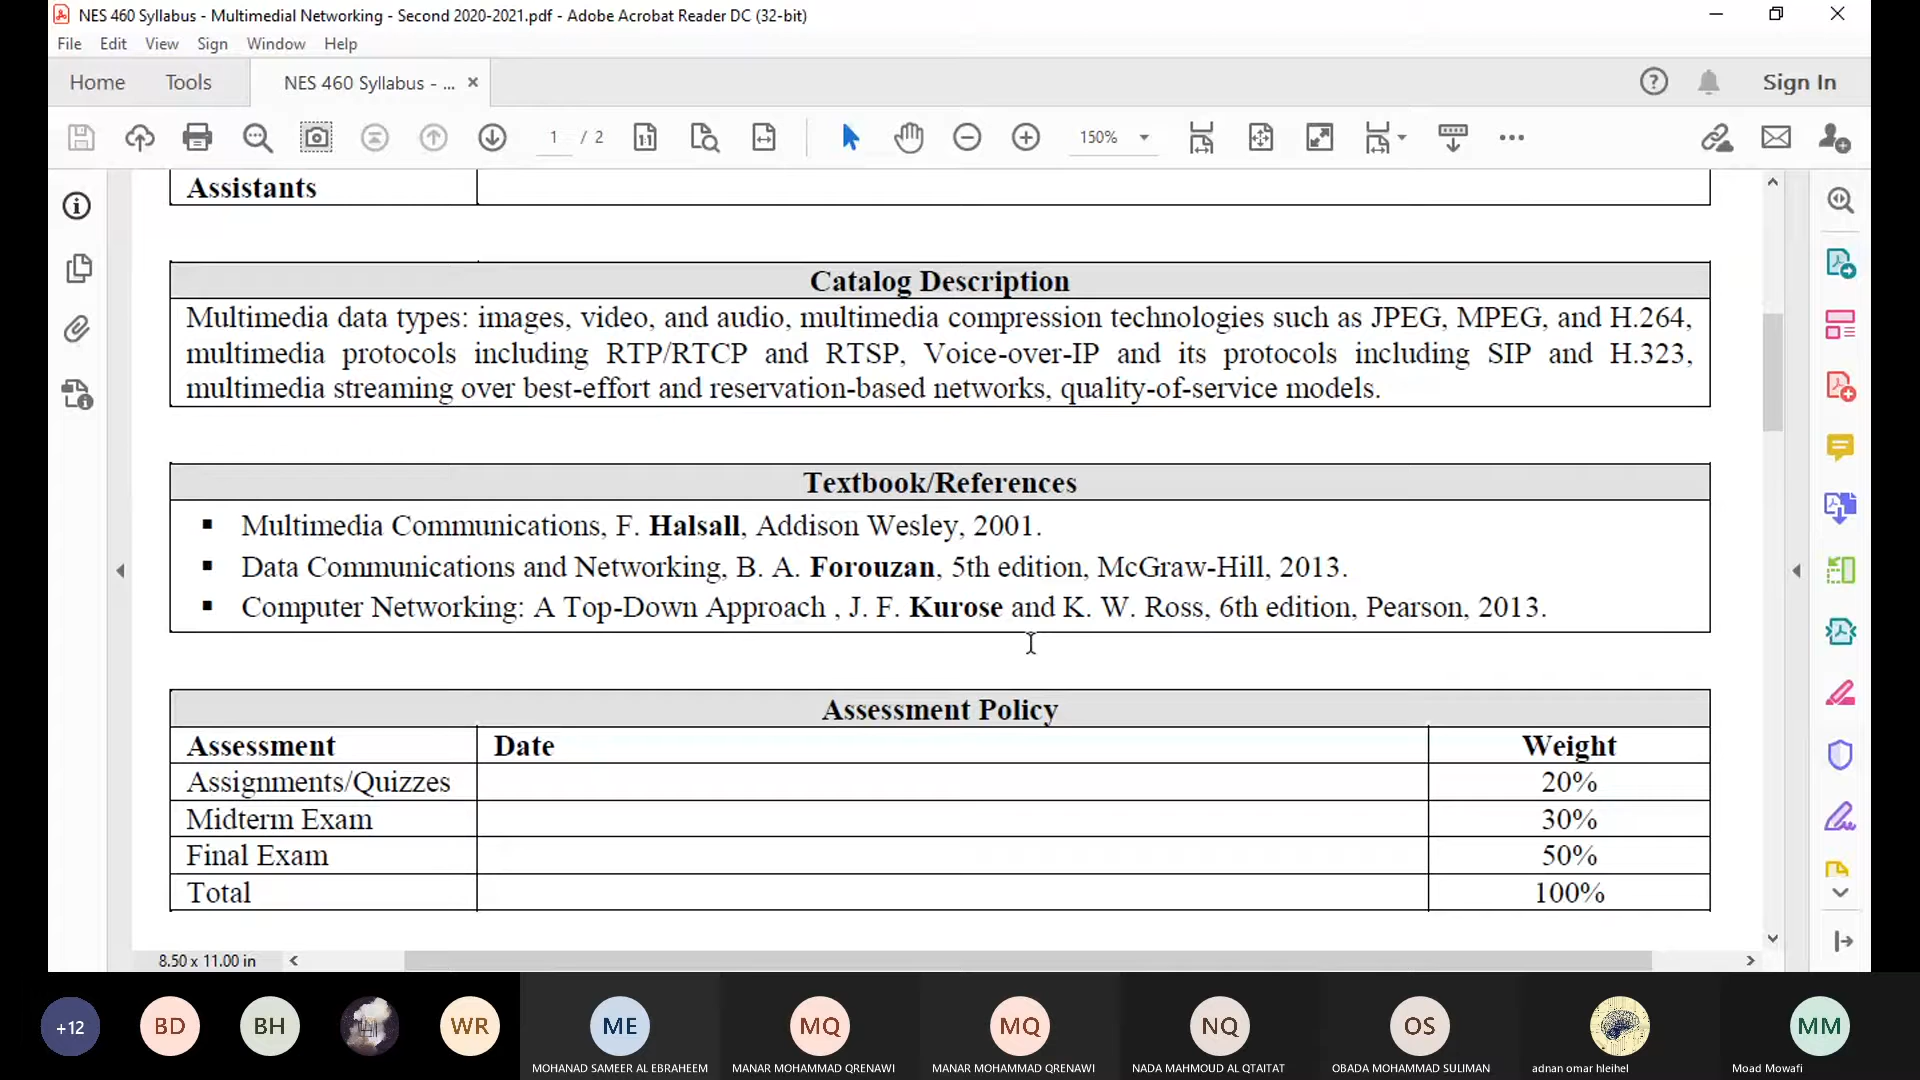 NES 460 Syllabus - Multimedial Networking - Second 2020-2021.pdf - Adobe Acrobat Reader DC (32-bit)
File Edit View Sign Window Help
Home Tools NES 460 Syllabus - ... × Sign In
1 / 2 150%
Assistants
Catalog Description
Multimedia data types: images, video, and audio, multimedia compression technologies such as JPEG, MPEG, and H.264,
multimedia protocols including RTP/RTCP and RTSP, Voice-over-IP and its protocols including SIP and H.323,
multimedia streaming over best-effort and reservation-based networks, quality-of-service models.
Textbook/References
▪ Multimedia Communications, F. Halsall, Addison Wesley, 2001.
▪ Data Communications and Networking, B. A. Forouzan, 5th edition, McGraw-Hill, 2013.
▪ Computer Networking: A Top-Down Approach , J. F. Kurose and K. W. Ross, 6th edition, Pearson, 2013.
Assessment Policy
Assessment Date Weight
Assignments/Quizzes 20%
Midterm Exam 30%
Final Exam 50%
Total 100%
8.50 x 11.00 in
+12 BD BH WR ME MQ MQ NQ OS MM
MOHANAD SAMEER AL EBRAHEEM MANAR MOHAMMAD QRENAWI MANAR MOHAMMAD QRENAWI NADA MAHMOUD AL QTAITAT OBADA MOHAMMAD SULIMAN adnan omar hleihel Moad Mowafi